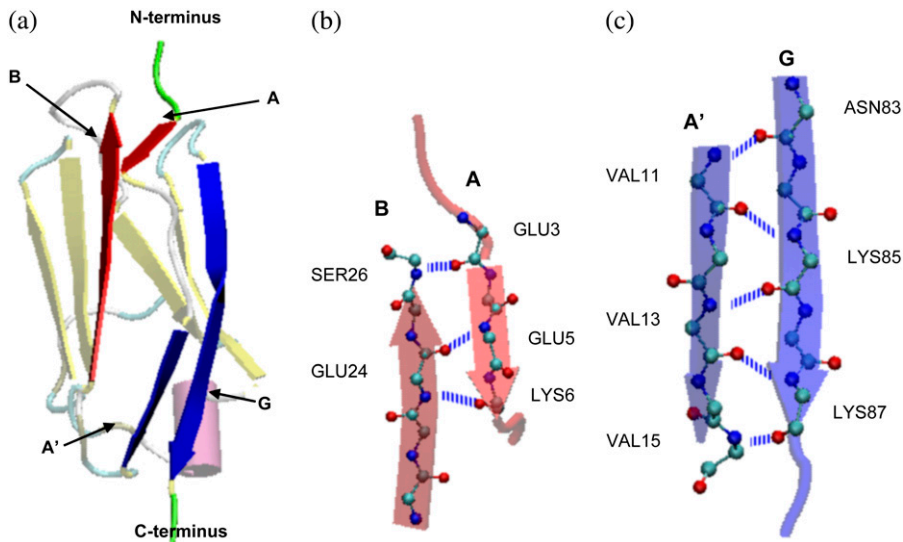 (a)
N-terminus
B
A
A'
G
C-terminus
(b)
A
B
GLU3
SER26
GLU5
GLU24
LYS6
(c)
G
A'
ASN83
VAL11
LYS85
VAL13
LYS87
VAL15